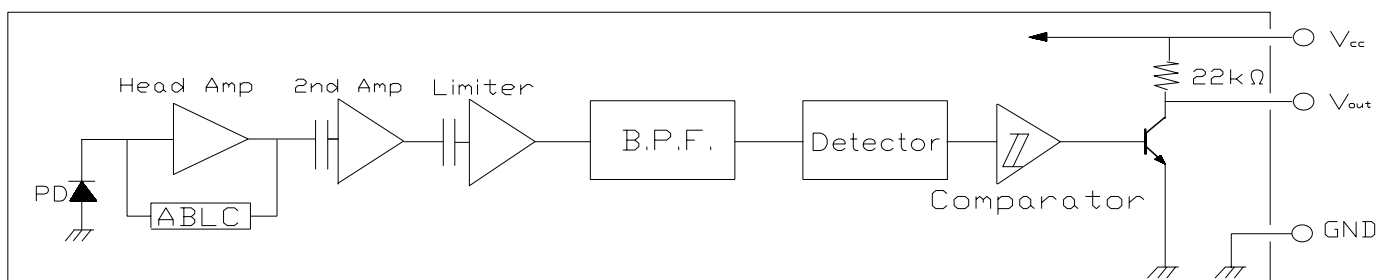 Vcc
Head Amp
2nd Amp
Limiter
22kΩ
Vout
B.P.F.
Detector
PD
ABLC
Comparator
GND